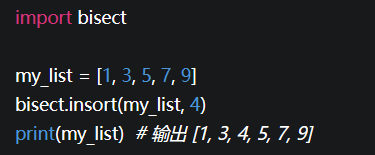 import bisect
my_list = [1, 3, 5, 7, 9]
bisect.insort(my_list, 4)
print(my_list)  # 输出 [1, 3, 4, 5, 7, 9]